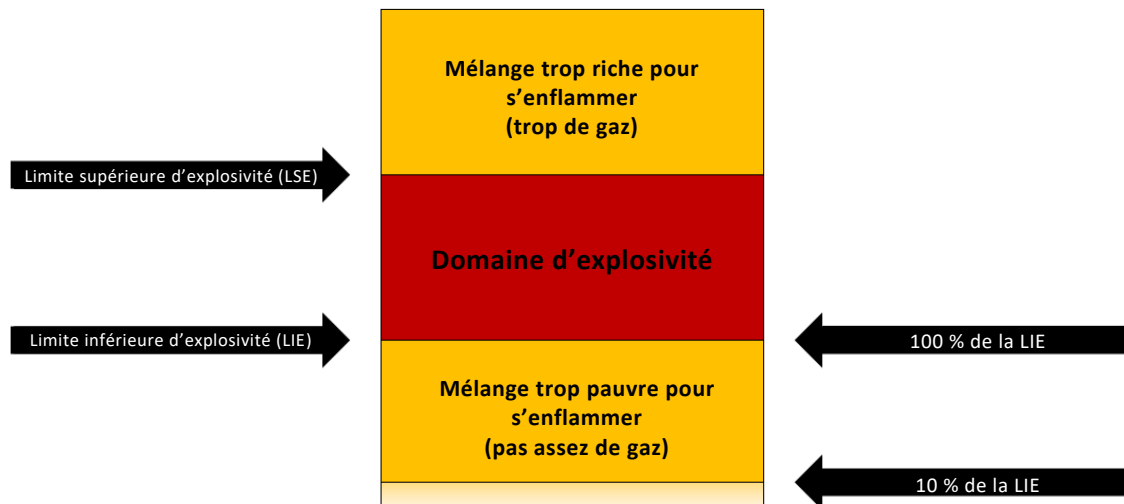 Mélange trop riche pour
s’enflammer
(trop de gaz)
Limite supérieure d’explosivité (LSE)
Domaine d’explosivité
Limite inférieure d’explosivité (LIE)
100 % de la LIE
Mélange trop pauvre pour
s’enflammer
(pas assez de gaz)
10 % de la LIE